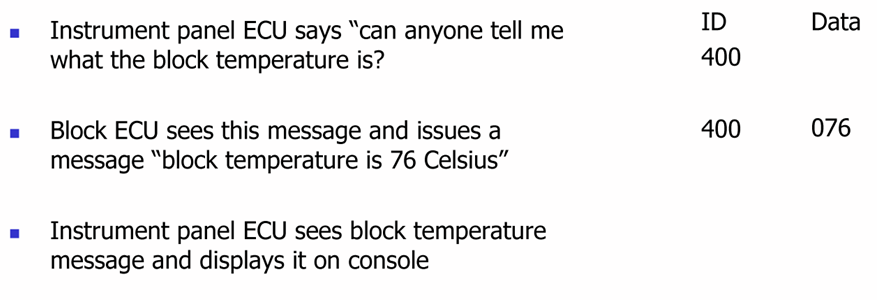 Instrument panel ECU says “can anyone tell me ID Data
what the block temperature is? 400
Block ECU sees this message and issues a 400 076
message “block temperature is 76 Celsius”
Instrument panel ECU sees block temperature
message and displays it on console